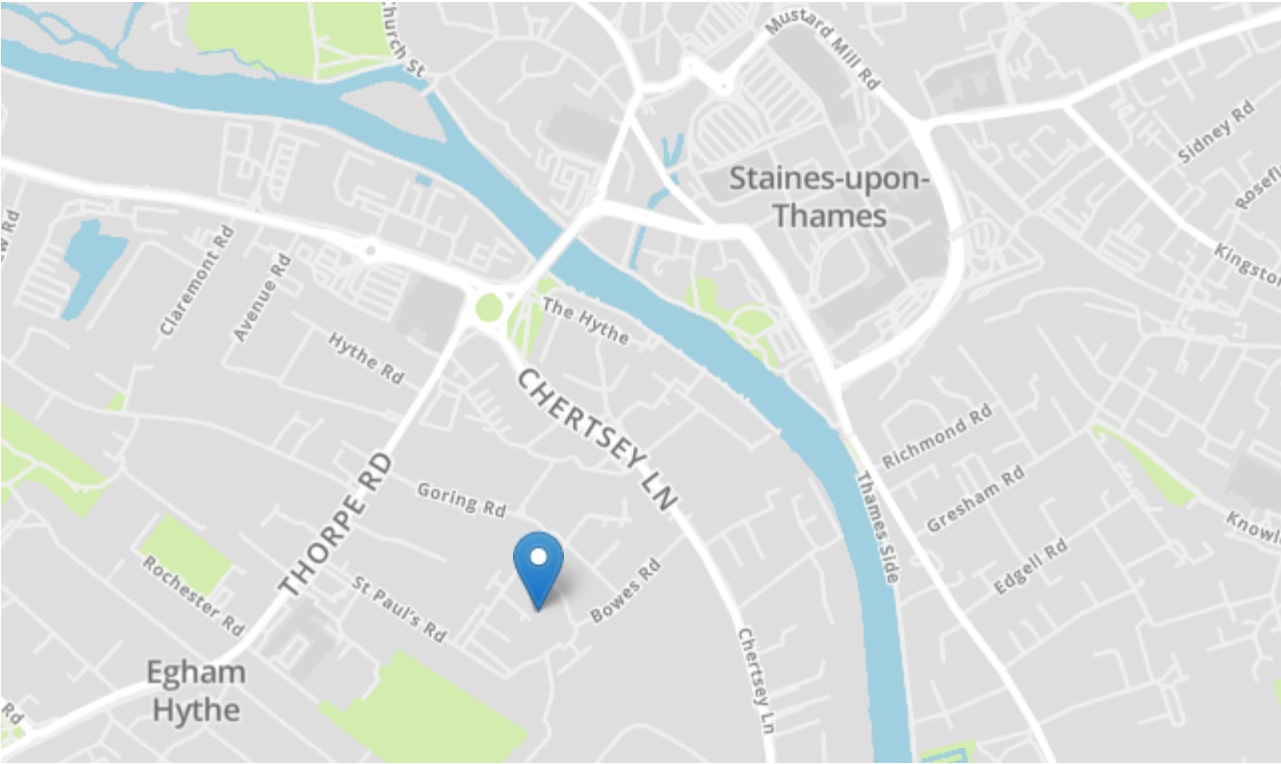 Church St
Mustard Mill Rd
Sidney Rd
Staines-upon-
Thames
Claremont Rd
Avenue Rd
Kingston
The Hythe
Hythe Rd
CHERTSEY LN
Richmond Rd
THORPE RD
Goring Rd
Gresham Rd
Thames Side
Edgell Rd
Rochester Rd
St Paul's Rd
Bowes Rd
Chertsey Ln
Egham
Hythe
Rd